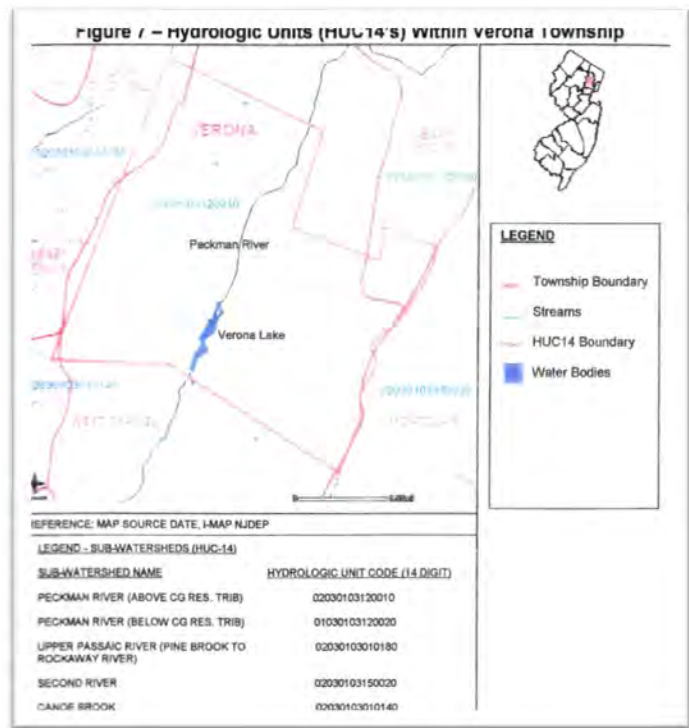 Figure 7 – Hydrologic Units (HUC14's) Within Verona Township
VERONA
Peckman River
Verona Lake
LEGEND
Township Boundary
Streams
HUC14 Boundary
Water Bodies
REFERENCE: MAP SOURCE DATE, I-MAP NJDEP
LEGEND - SUB-WATERSHEDS (HUC-14)
SUB-WATERSHED NAME HYDROLOGIC UNIT CODE (14 DIGIT)
PECKMAN RIVER (ABOVE CG RES. TRIB) 02030103120010
PECKMAN RIVER (BELOW CG RES. TRIB) 01030103120020
UPPER PASSAIC RIVER (PINE BROOK TO 02030103010180
ROCKAWAY RIVER)
SECOND RIVER 02030103150020
CANOE BROOK 02030103010140